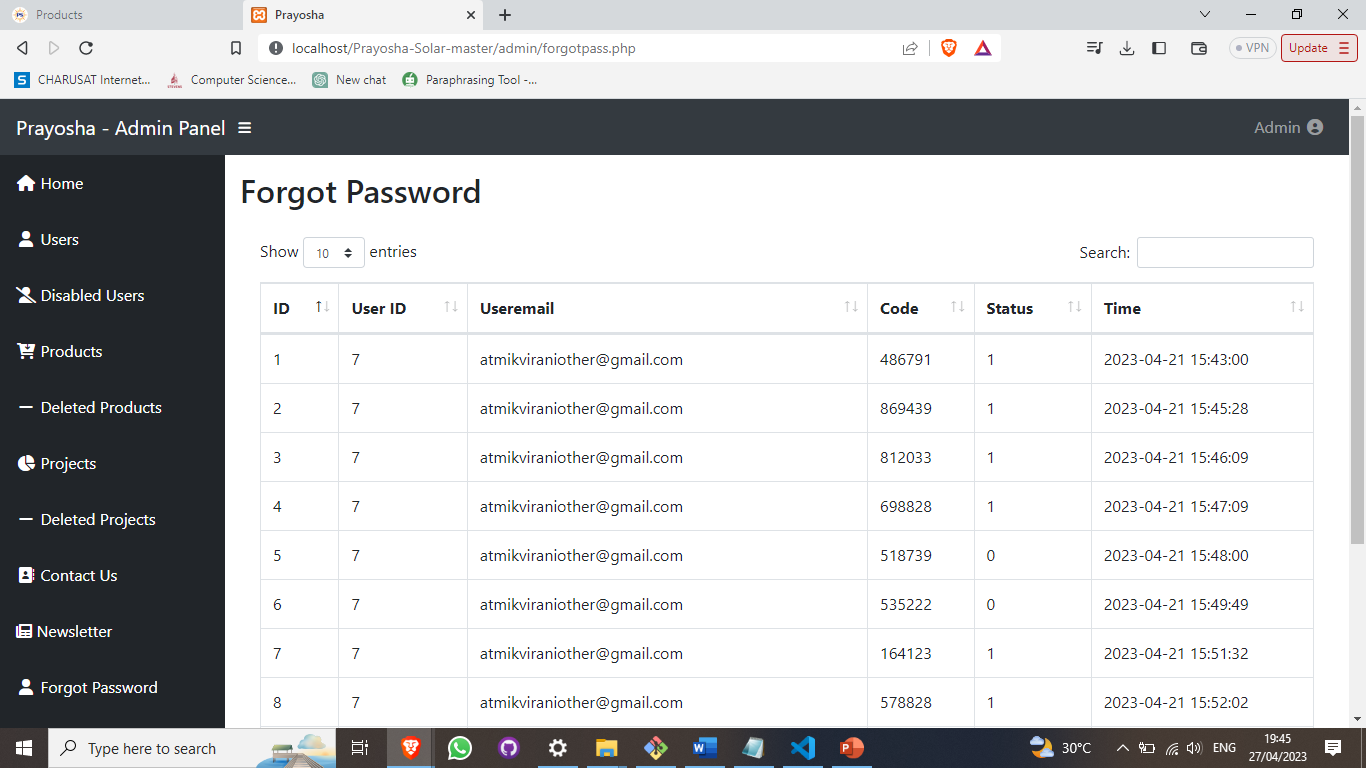 Products
Prayosha
localhost/Prayosha-Solar-master/admin/forgotpass.php
VPN
Update
CHARUSAT Internet...
Computer Science...
New chat
Paraphrasing Tool -...
Prayosha - Admin Panel
Admin
Home
Users
Disabled Users
Products
Deleted Products
Projects
Deleted Projects
Contact Us
Newsletter
Forgot Password
Forgot Password
Show 10 entries
Search:
ID User ID Useremail Code Status Time
1 7 atmikviraniother@gmail.com 486791 1 2023-04-21 15:43:00
2 7 atmikviraniother@gmail.com 869439 1 2023-04-21 15:45:28
3 7 atmikviraniother@gmail.com 812033 1 2023-04-21 15:46:09
4 7 atmikviraniother@gmail.com 698828 1 2023-04-21 15:47:09
5 7 atmikviraniother@gmail.com 518739 0 2023-04-21 15:48:00
6 7 atmikviraniother@gmail.com 535222 0 2023-04-21 15:49:49
7 7 atmikviraniother@gmail.com 164123 1 2023-04-21 15:51:32
8 7 atmikviraniother@gmail.com 578828 1 2023-04-21 15:52:02
Type here to search
30°C
ENG
19:45
27/04/2023